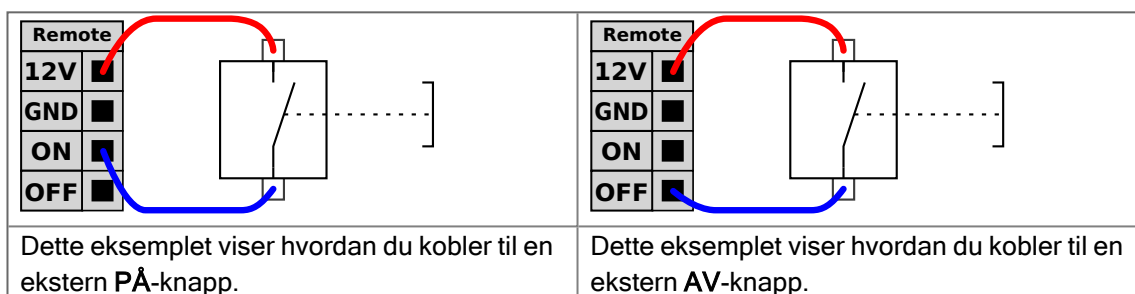 Remote
12V
GND
ON
OFF
Dette eksemplet viser hvordan du kobler til en
ekstern PÅ-knapp.
Remote
12V
GND
ON
OFF
Dette eksemplet viser hvordan du kobler til en
ekstern AV-knapp.